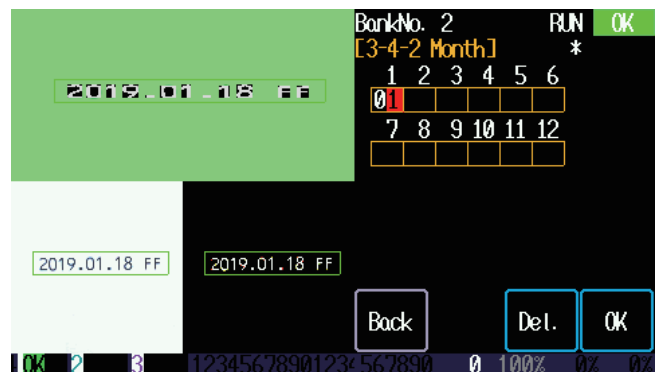 BankNo. 2 RUN OK
[3-4-2 Month] *
1 2 3 4 5 6
01
7 8 9 10 11 12
2019.01.18 FF
2019.01.18 FF
2019.01.18 FF
Back Del. OK
OK 2 3 12345678901234567890 0 100% 0% 0%